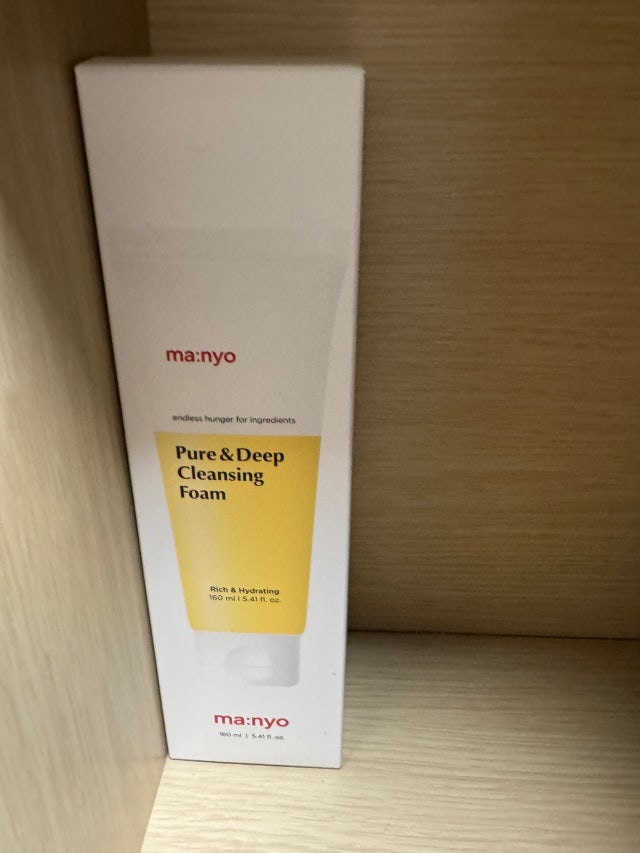 ma:nyo
endless hunger for ingredients
Pure & Deep
Cleansing
Foam
Rich & Hydrating
160 ml | 5.41 fl. oz.
ma:nyo
160 ml | 5.41 fl. oz.